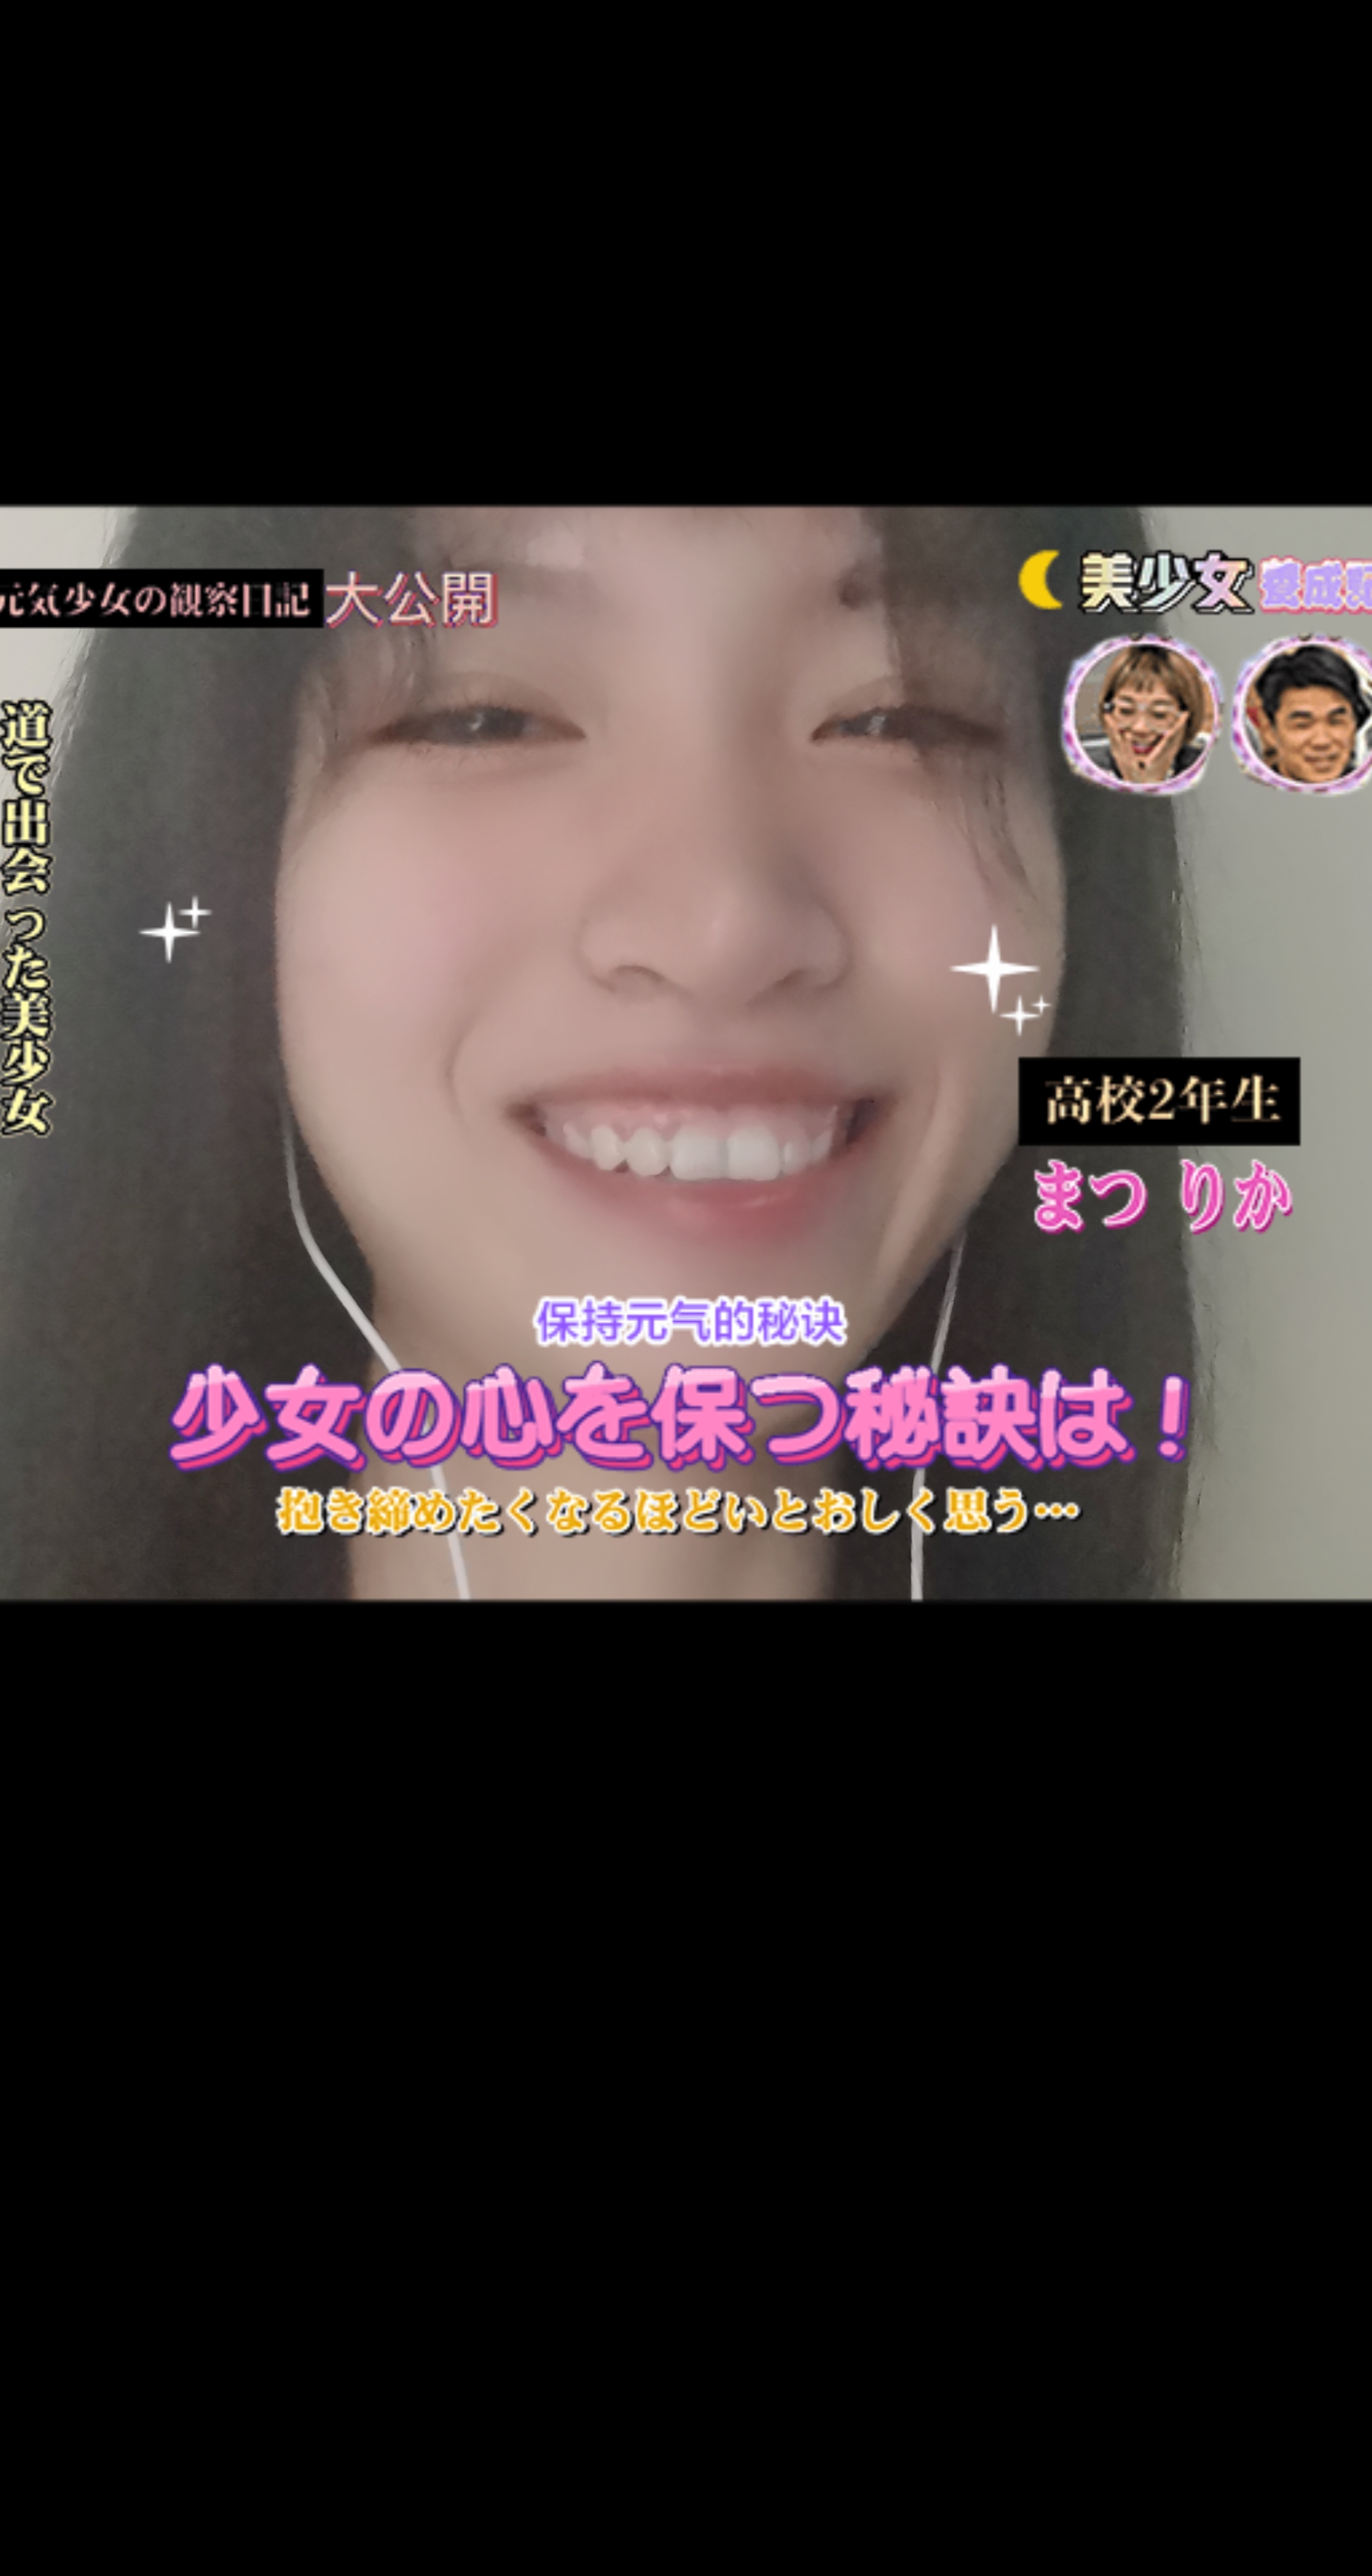 元気少女の観察日記大公開
美少女養成
道で出会った美少女
高校2年生
まつ りか
保持元气的秘诀
少女の心を保つ秘訣は！
抱き締めたくなるほどいとおしく思う…